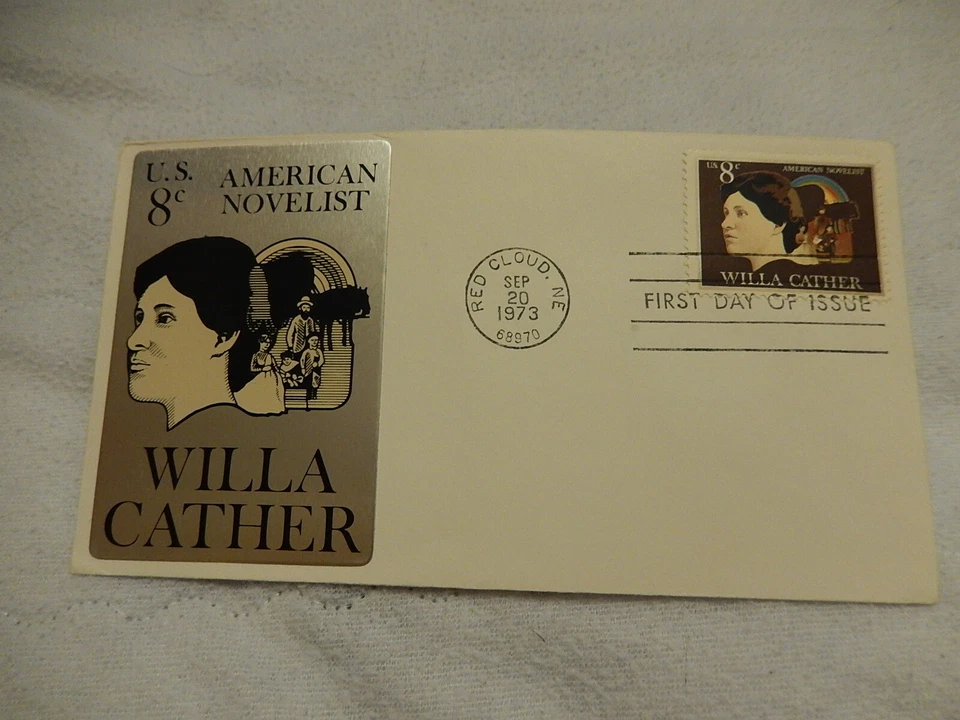 U.S.
8c
AMERICAN
NOVELIST
WILLA
CATHER
RED CLOUD, NE
SEP
20
1973
68970
US 8c
AMERICAN NOVELIST
WILLA CATHER
FIRST DAY OF ISSUE